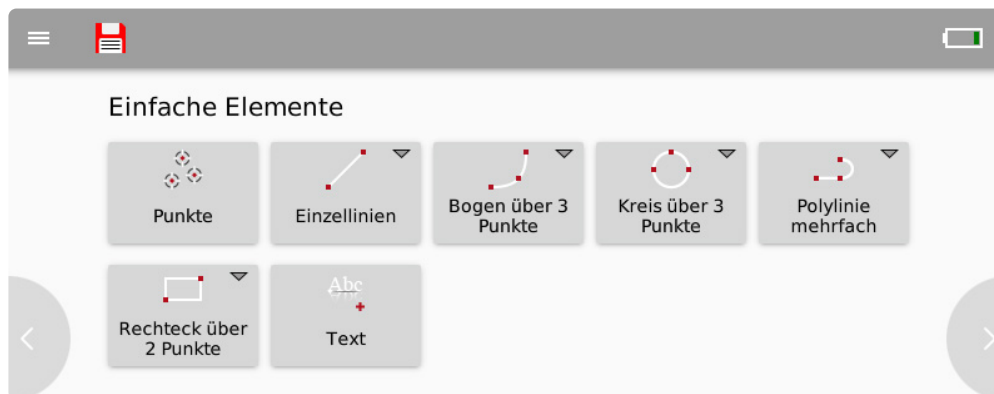 Einfache Elemente
Punkte
Einzellinien
Bogen über 3
Punkte
Kreis über 3
Punkte
Polylinie
mehrfach
Abc
Rechteck über
2 Punkte
Text